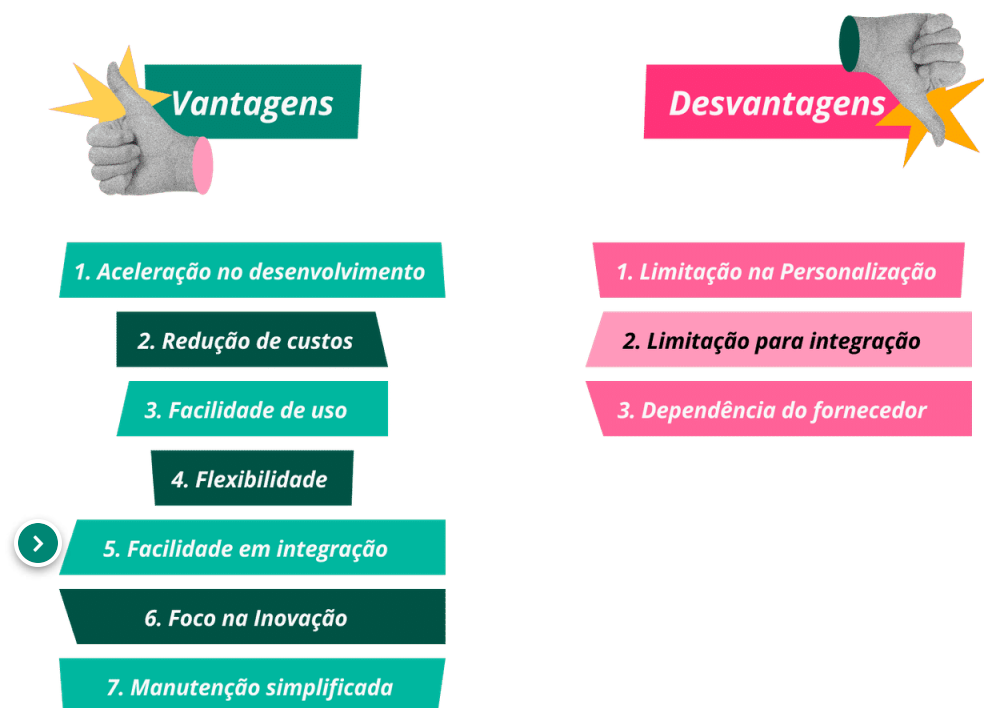 Vantagens
1. Aceleração no desenvolvimento
2. Redução de custos
3. Facilidade de uso
4. Flexibilidade
5. Facilidade em integração
6. Foco na Inovação
7. Manutenção simplificada
Desvantagens
1. Limitação na Personalização
2. Limitação para integração
3. Dependência do fornecedor